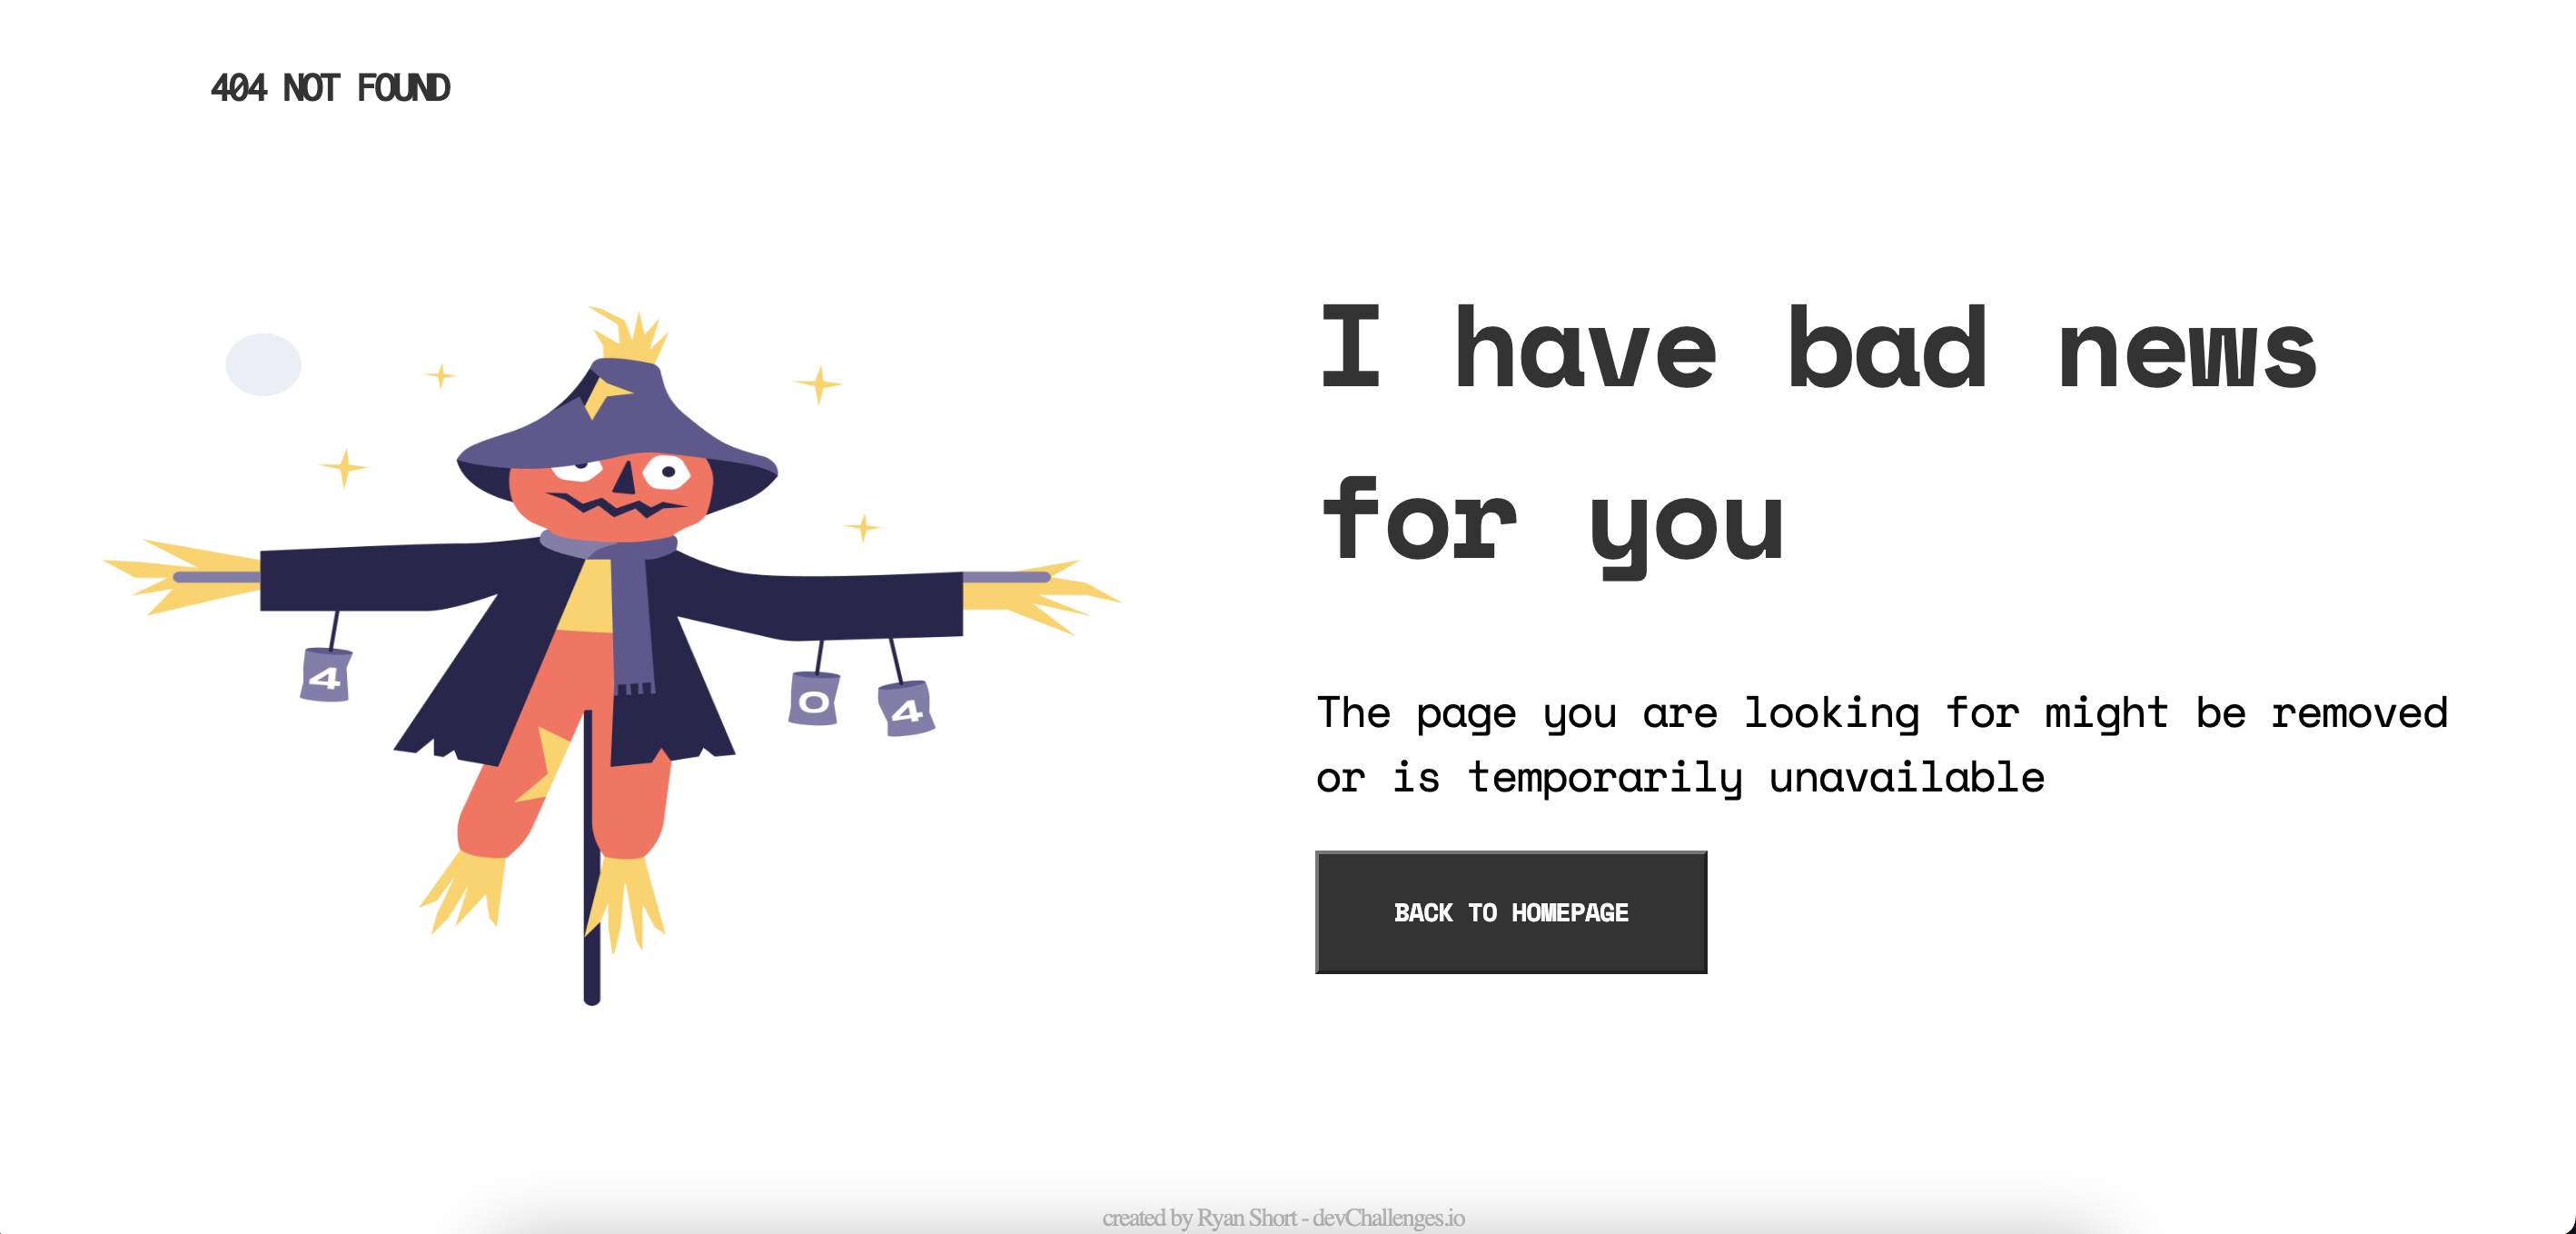 404 NOT FOUND
I have bad news
for you
4
0
4
The page you are looking for might be removed
or is temporarily unavailable
BACK TO HOMEPAGE
created by Ryan Short - devChallenges.io